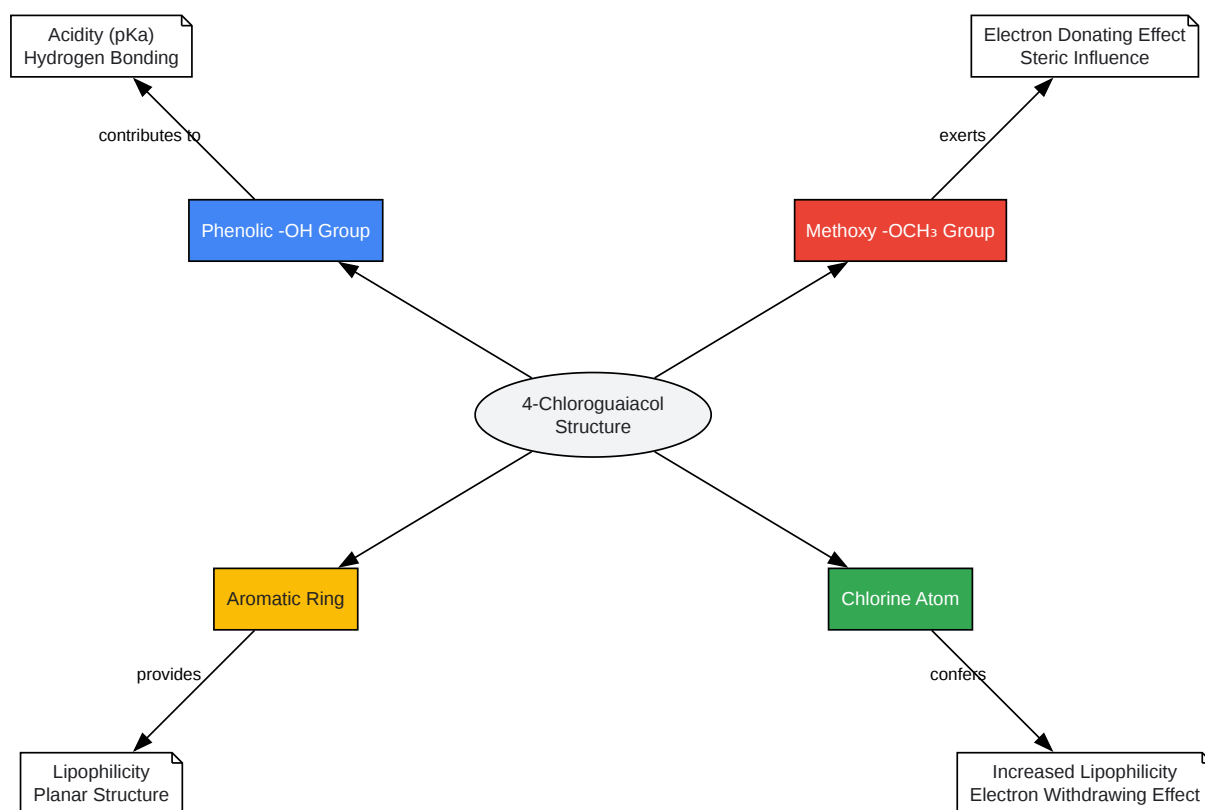 Acidity (pKa)
Hydrogen Bonding
Electron Donating Effect
Steric Influence
contributes to
exerts
Phenolic -OH Group
Methoxy -OCH₃ Group
4-Chloroguaiacol
Structure
Aromatic Ring
Chlorine Atom
provides
confers
Lipophilicity
Planar Structure
Increased Lipophilicity
Electron Withdrawing Effect